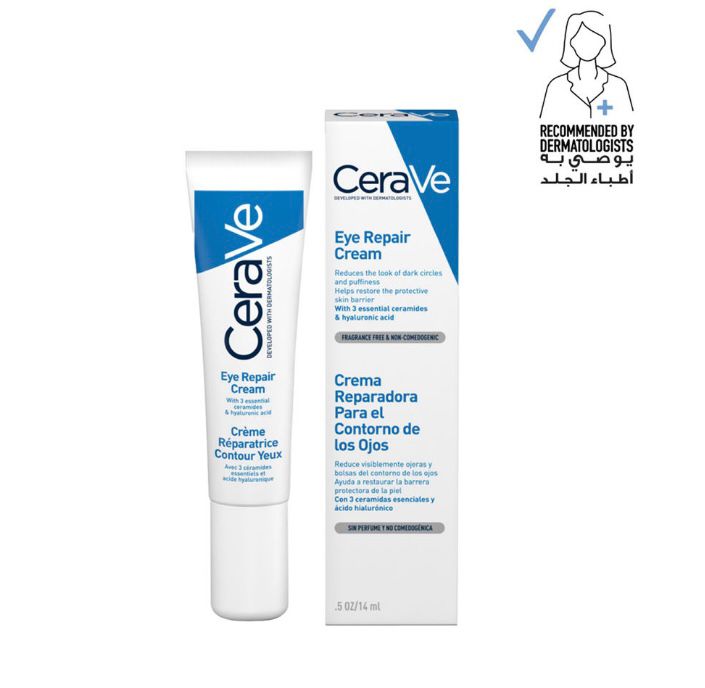 RECOMMENDED BY
DERMATOLOGISTS
يوصي به
أطباء الجلد
CeraVe
DEVELOPED WITH DERMATOLOGISTS
Eye Repair
Cream
With 3 essential
ceramides
& hyaluronic acid
Crème
Réparatrice
Contour Yeux
Avec 3 céramides
essentiels et
acide hyaluronique
CeraVe
CeraVe
DEVELOPED WITH DERMATOLOGISTS
Eye Repair
Cream
Reduces the look of dark circles
and puffiness
Helps restore the protective
skin barrier
With 3 essential ceramides
& hyaluronic acid
FRAGRANCE FREE & NON-COMEDOGENIC
Crema
Reparadora
Para el
Contorno de
los Ojos
Reduce visiblemente ojeras y
bolsas del contorno de los ojos
Ayuda a restaurar la barrera
protectora de la piel
Con 3 ceramidas esenciales y
ácido hialurónico
SIN PERFUME Y NO COMEDOGÉNICA
.5 OZ/14 ml